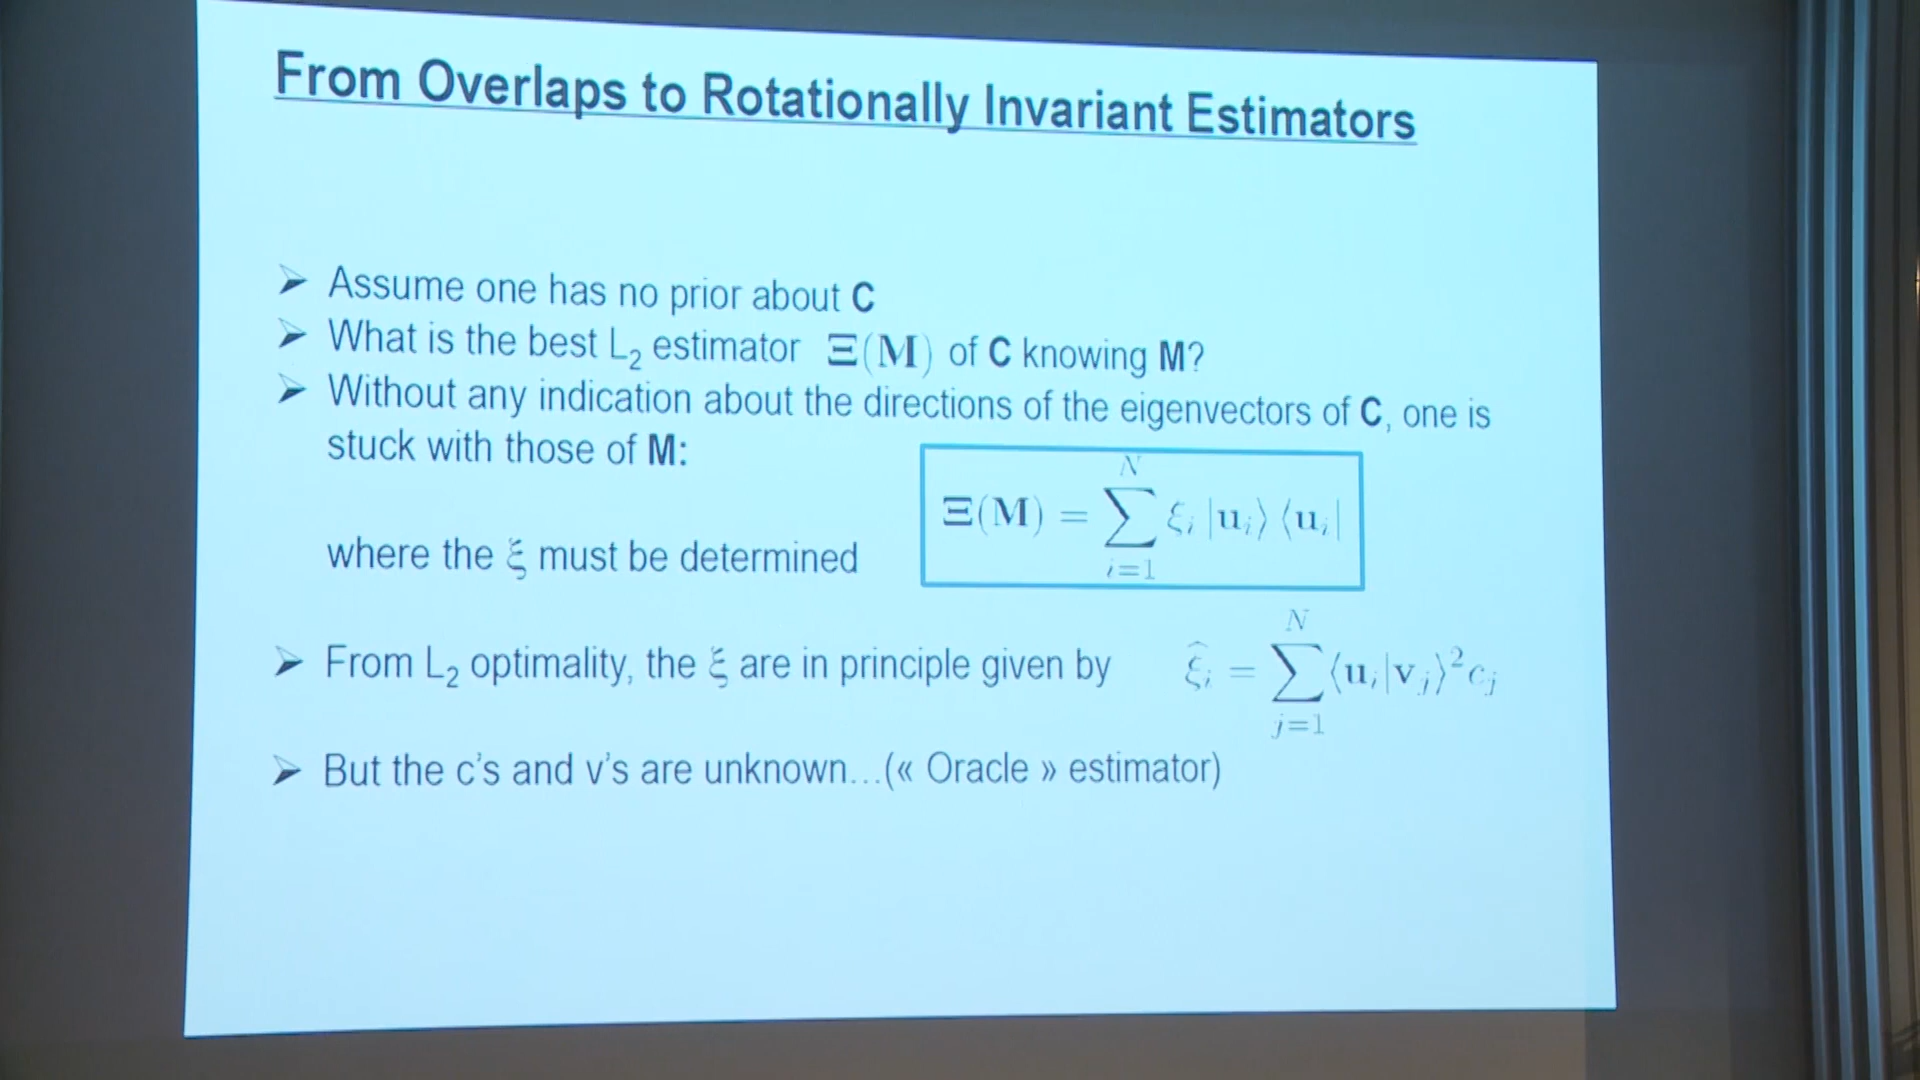 From Overlaps to Rotationally Invariant Estimators
➢ Assume one has no prior about C
➢ What is the best L₂ estimator Ξ(M) of C knowing M?
➢ Without any indication about the directions of the eigenvectors of C, one is
stuck with those of M:
Ξ(M) = ∑_{i=1}^{N} ξᵢ |uᵢ⟩ ⟨uᵢ|
where the ξ must be determined
➢ From L₂ optimality, the ξ are in principle given by ξ̂ᵢ = ∑_{j=1}^{N} ⟨uᵢ|vⱼ⟩² cⱼ
➢ But the c's and v's are unknown…(« Oracle » estimator)